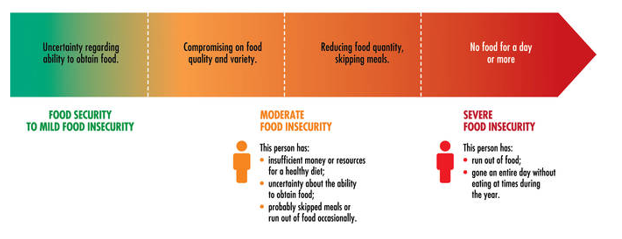 Uncertainty regarding
ability to obtain food.
Compromising on food
quality and variety.
Reducing food quantity,
skipping meals.
No food for a day
or more
FOOD SECURITY
TO MILD FOOD INSECURITY
MODERATE
FOOD INSECURITY
This person has:
• insufficient money or resources
for a healthy diet;
• uncertainty about the ability
to obtain food;
• probably skipped meals or
run out of food occasionally.
SEVERE
FOOD INSECURITY
This person has:
• run out of food;
• gone an entire day without
eating at times during
the year.